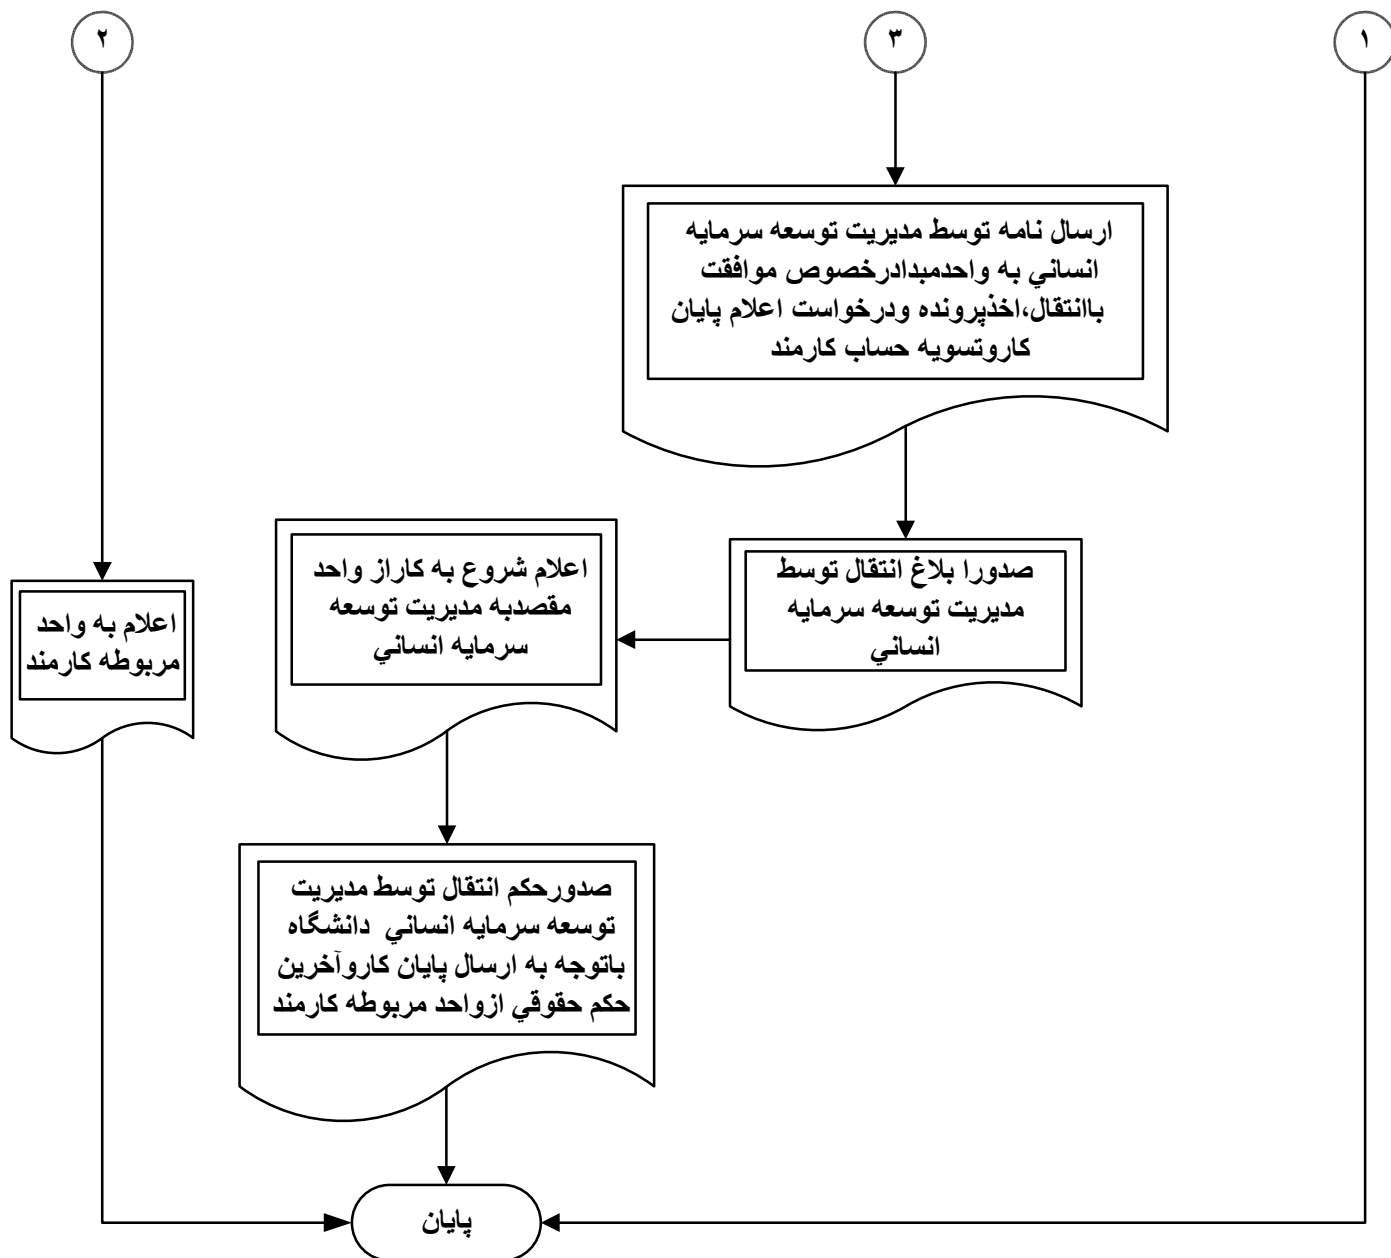 ۱
۳
۲
ارسال نامه توسط مديريت توسعه سرمايه
انساني به واحدمبدادرخصوص موافقت
باانتقال،اخذپرونده ودرخواست اعلام پايان
كاروتسويه حساب كارمند
صدورا بلاغ انتقال توسط
مديريت توسعه سرمايه
انساني
اعلام شروع به كاراز واحد
مقصدبه مديريت توسعه
سرمايه انساني
اعلام به واحد
مربوطه كارمند
صدورحكم انتقال توسط مديريت
توسعه سرمايه انساني دانشگاه
باتوجه به ارسال پايان كاروآخرين
حكم حقوقي ازواحد مربوطه كارمند
پايان